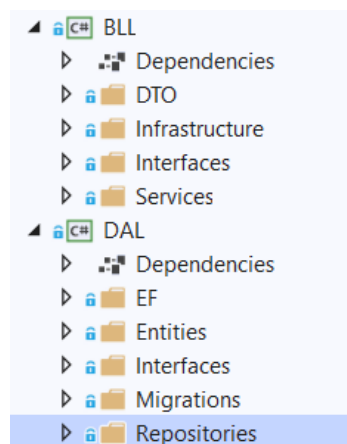 C# BLL
Dependencies
DTO
Infrastructure
Interfaces
Services
C# DAL
Dependencies
EF
Entities
Interfaces
Migrations
Repositories